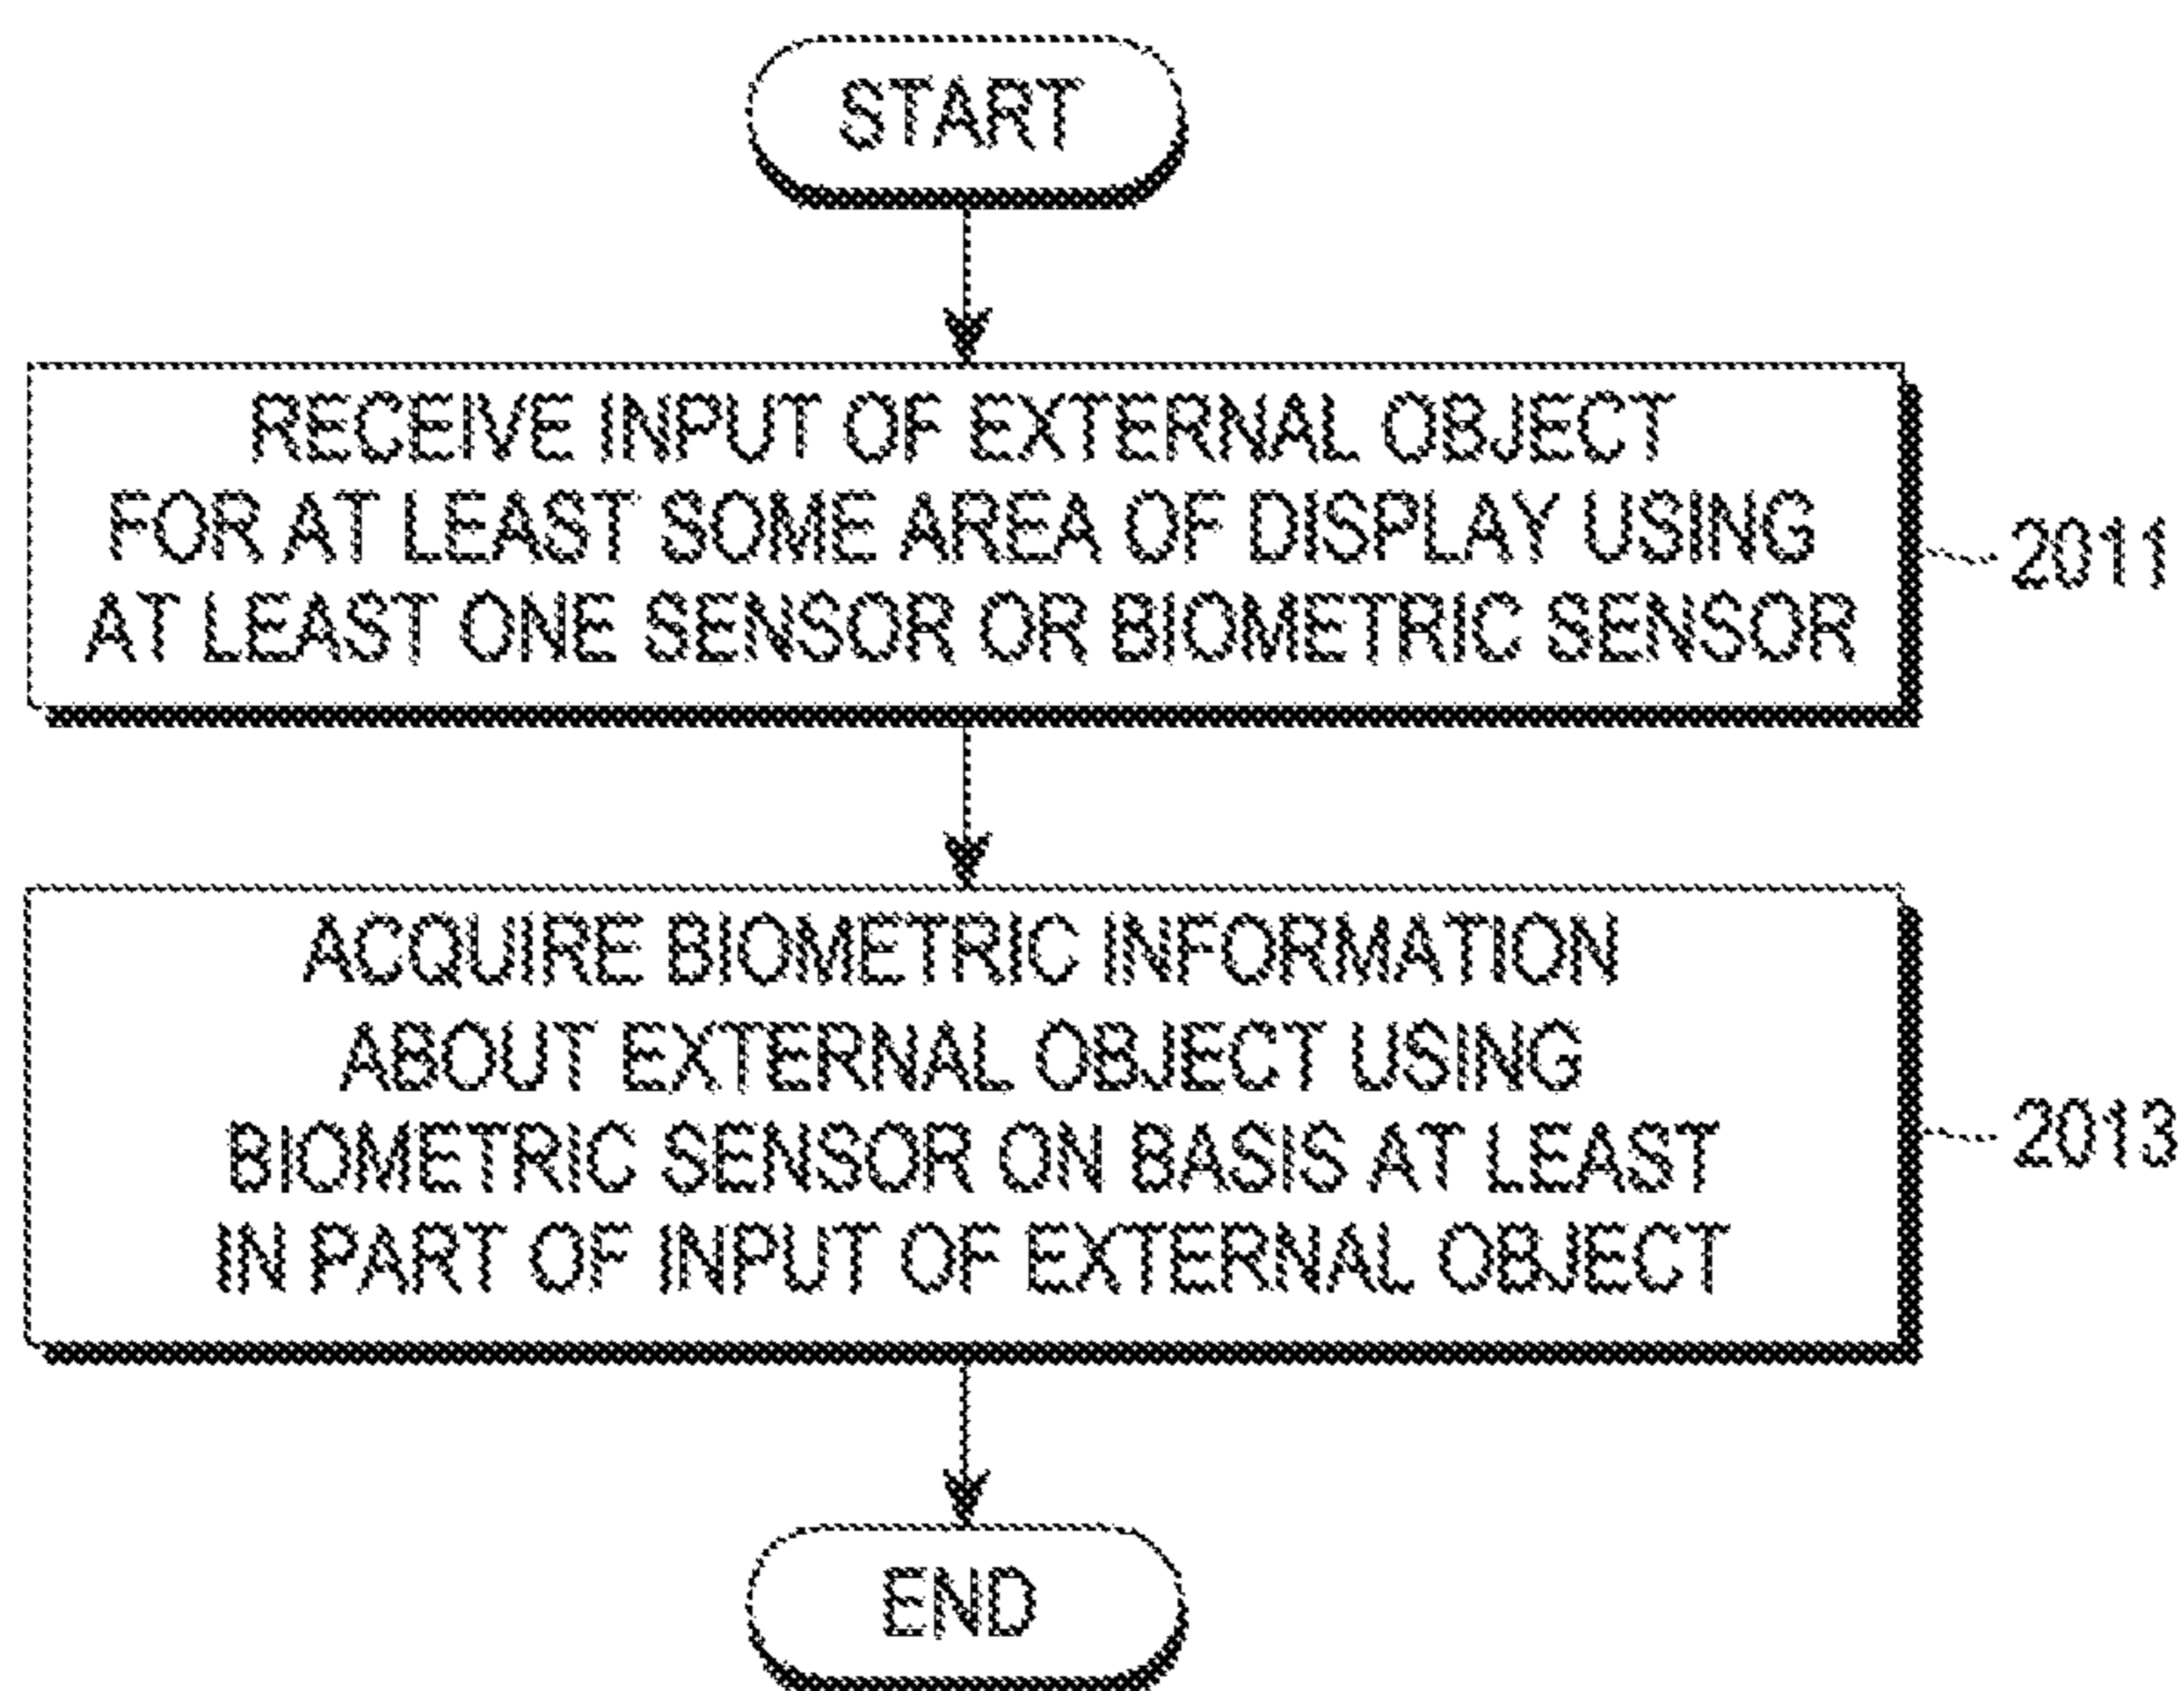 START
RECEIVE INPUT OF EXTERNAL OBJECT
FOR AT LEAST SOME AREA OF DISPLAY USING
AT LEAST ONE SENSOR OR BIOMETRIC SENSOR
2011
ACQUIRE BIOMETRIC INFORMATION
ABOUT EXTERNAL OBJECT USING
BIOMETRIC SENSOR ON BASIS AT LEAST
IN PART OF INPUT OF EXTERNAL OBJECT
2013
END